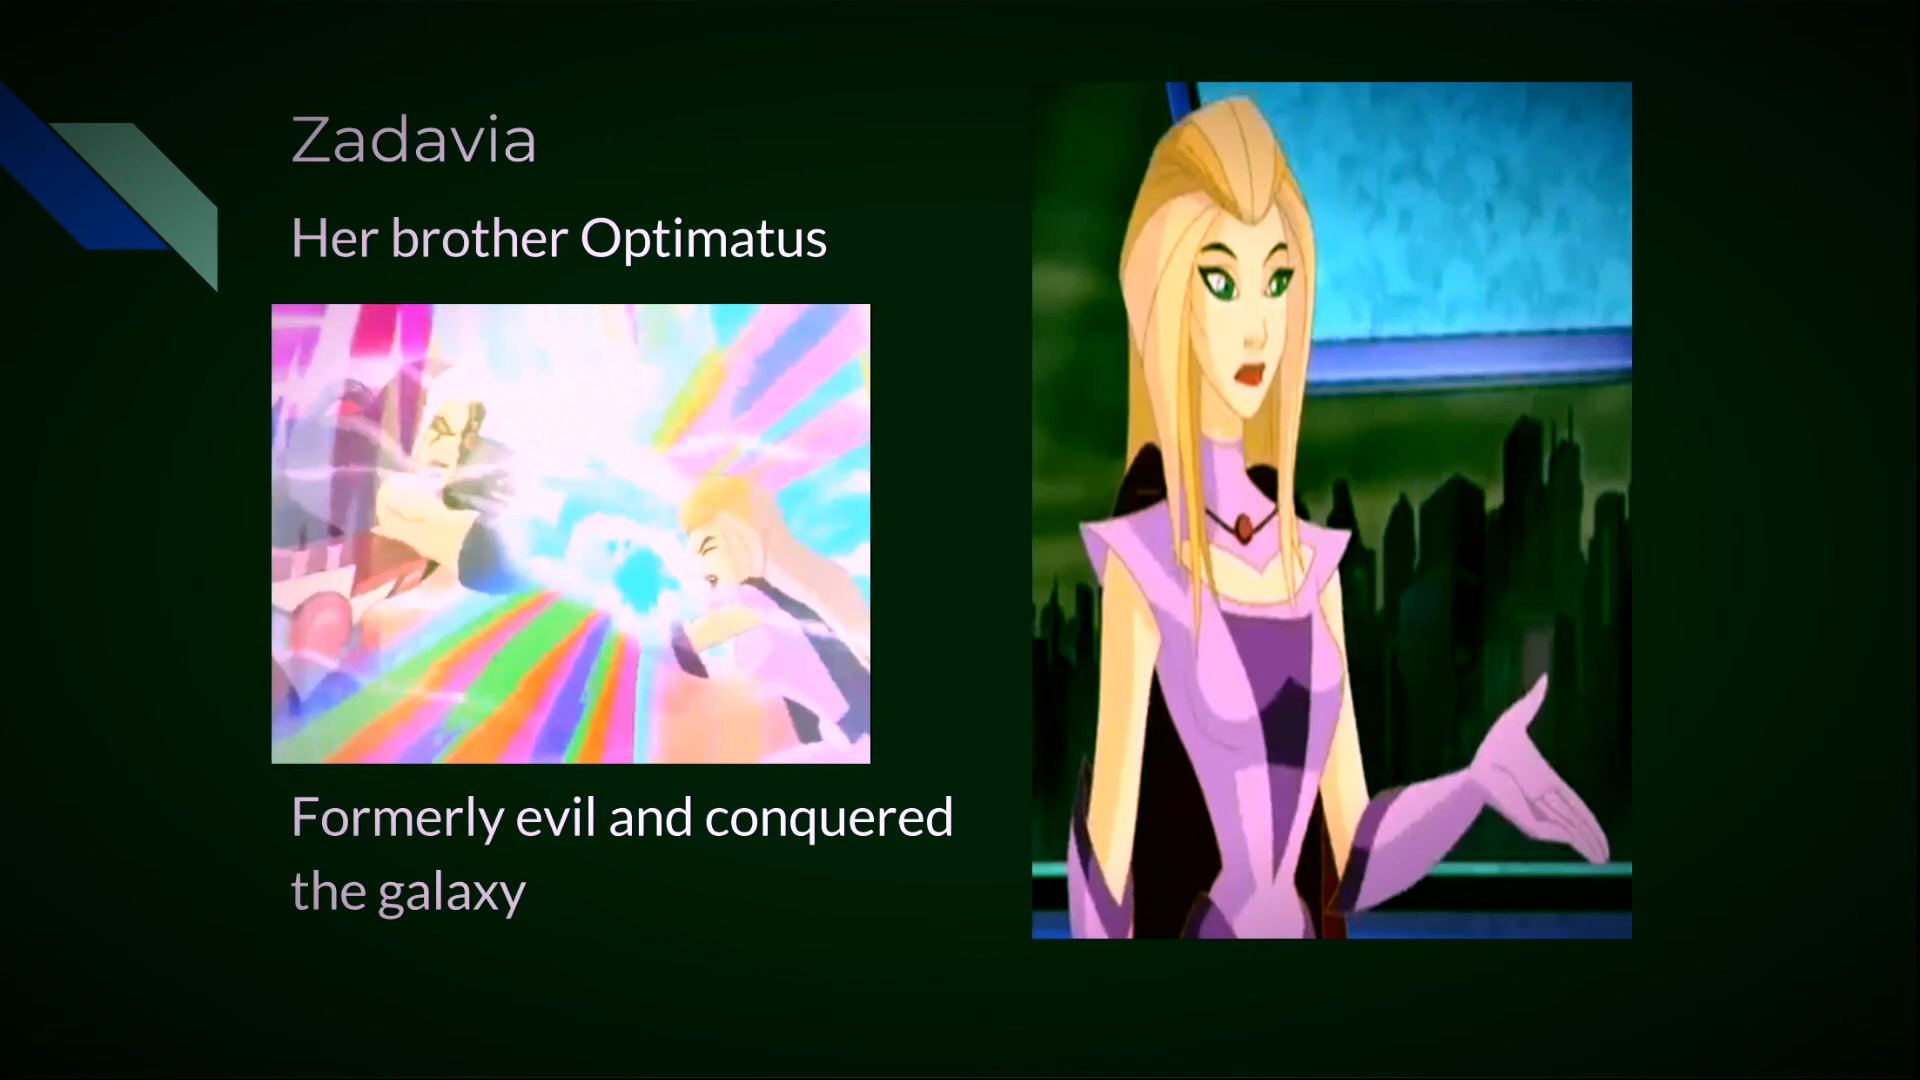 Zadavia
Her brother Optimatus
Formerly evil and conquered
the galaxy